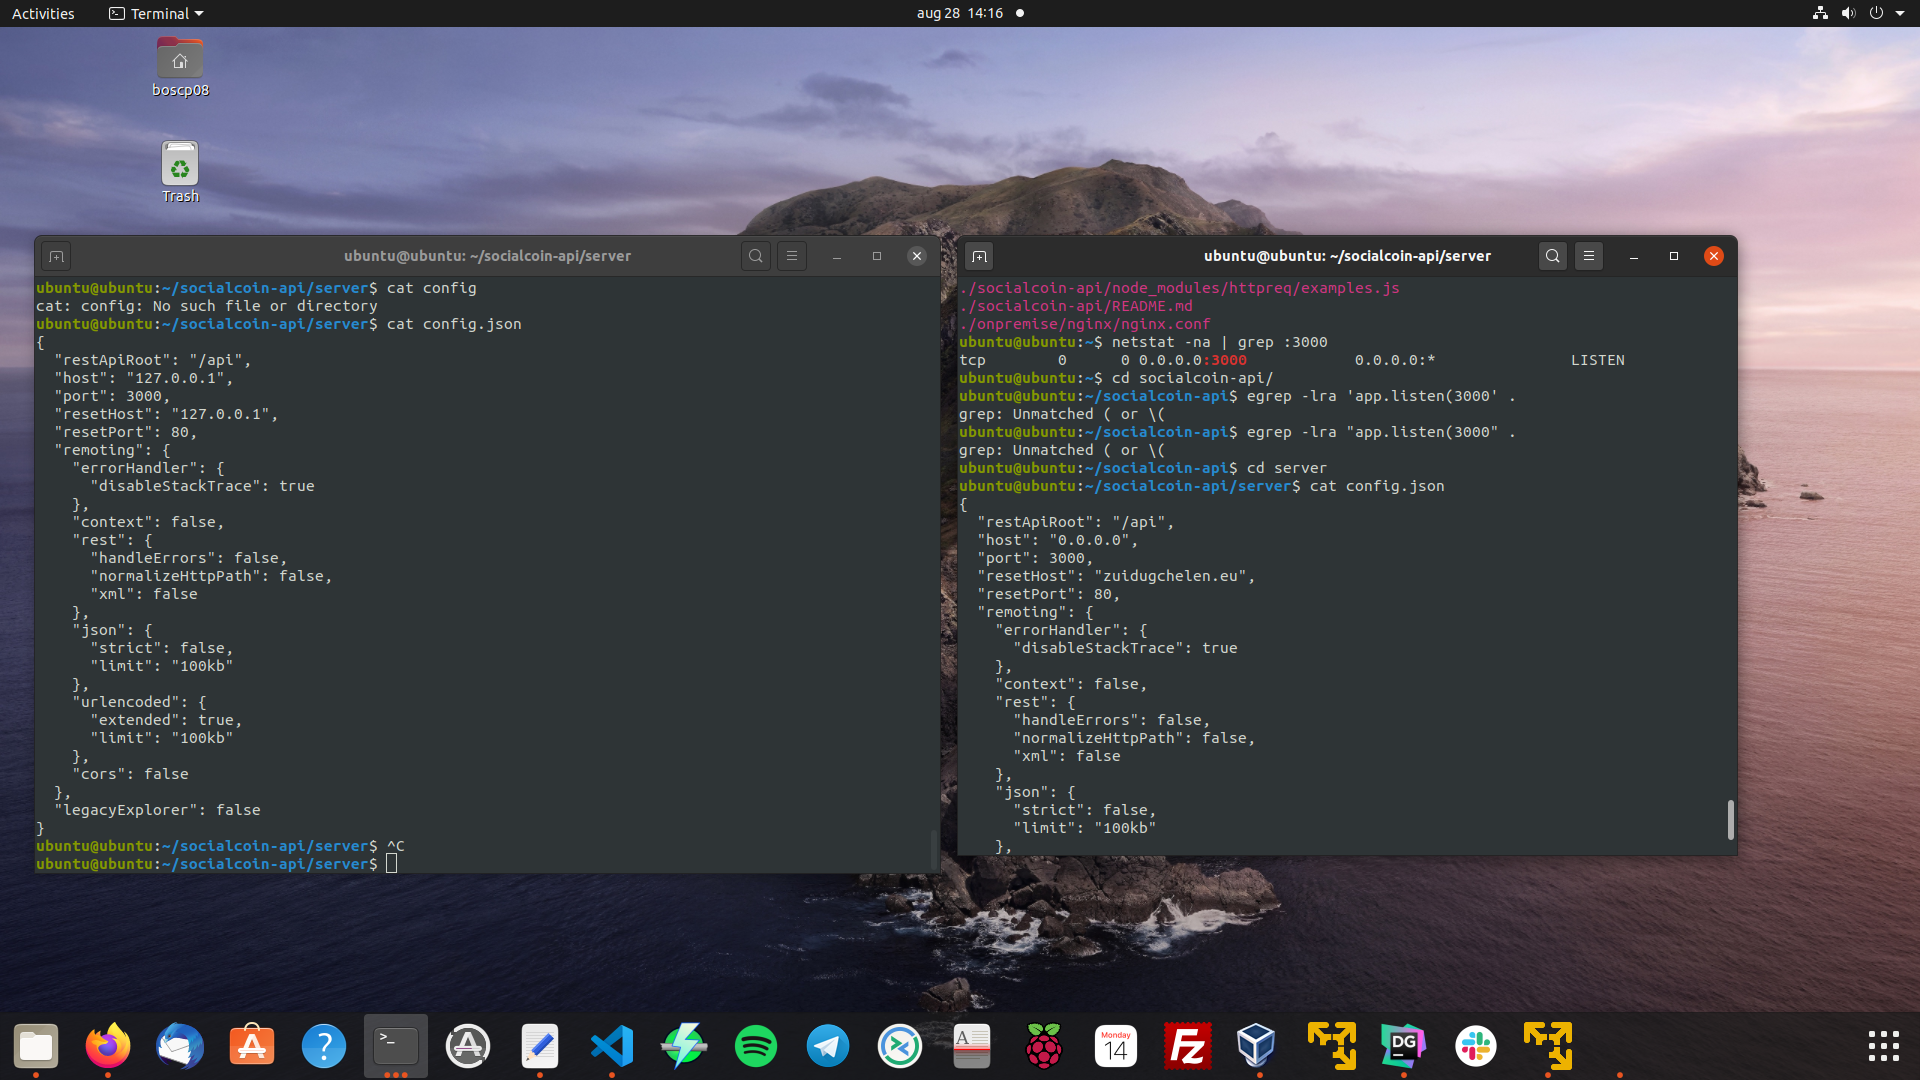 Activities
Terminal
aug 28 14:16
boscp08
Trash
ubuntu@ubuntu: ~/socialcoin-api/server
ubuntu@ubuntu:~/socialcoin-api/server$ cat config
cat: config: No such file or directory
ubuntu@ubuntu:~/socialcoin-api/server$ cat config.json
{
  "restApiRoot": "/api",
  "host": "127.0.0.1",
  "port": 3000,
  "resetHost": "127.0.0.1",
  "resetPort": 80,
  "remoting": {
    "errorHandler": {
      "disableStackTrace": true
    },
    "context": false,
    "rest": {
      "handleErrors": false,
      "normalizeHttpPath": false,
      "xml": false
    },
    "json": {
      "strict": false,
      "limit": "100kb"
    },
    "urlencoded": {
      "extended": true,
      "limit": "100kb"
    },
    "cors": false
  },
  "legacyExplorer": false
}
ubuntu@ubuntu:~/socialcoin-api/server$ ^C
ubuntu@ubuntu:~/socialcoin-api/server$
ubuntu@ubuntu: ~/socialcoin-api/server
./socialcoin-api/node_modules/httpreq/examples.js
./socialcoin-api/README.md
./onpremise/nginx/nginx.conf
ubuntu@ubuntu:~$ netstat -na | grep :3000
tcp        0      0 0.0.0.0:3000            0.0.0.0:*               LISTEN
ubuntu@ubuntu:~$ cd socialcoin-api/
ubuntu@ubuntu:~/socialcoin-api$ egrep -lra 'app.listen(3000' .
grep: Unmatched ( or \(
ubuntu@ubuntu:~/socialcoin-api$ egrep -lra "app.listen(3000" .
grep: Unmatched ( or \(
ubuntu@ubuntu:~/socialcoin-api$ cd server
ubuntu@ubuntu:~/socialcoin-api/server$ cat config.json
{
  "restApiRoot": "/api",
  "host": "0.0.0.0",
  "port": 3000,
  "resetHost": "zuidugchelen.eu",
  "resetPort": 80,
  "remoting": {
    "errorHandler": {
      "disableStackTrace": true
    },
    "context": false,
    "rest": {
      "handleErrors": false,
      "normalizeHttpPath": false,
      "xml": false
    },
    "json": {
      "strict": false,
      "limit": "100kb"
    },
?
>_
A
Monday
14
Fz
DG